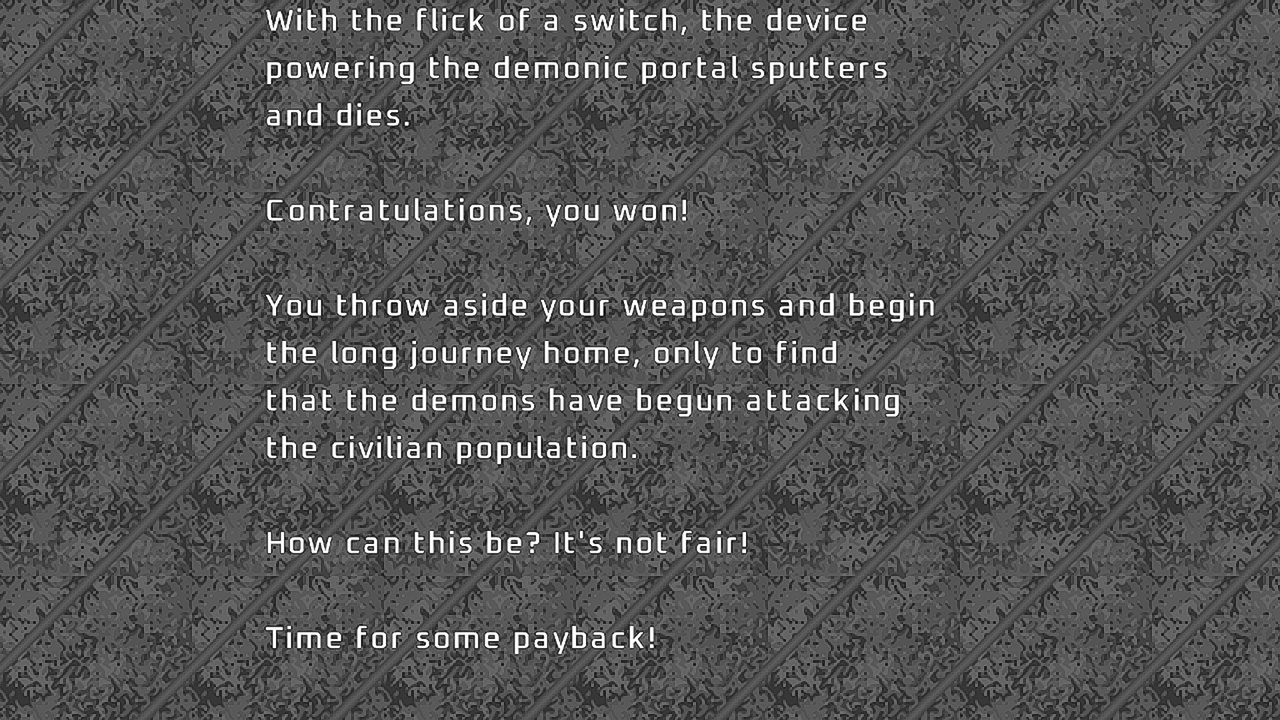 With the flick of a switch, the device
powering the demonic portal sputters
and dies.
Contratulations, you won!
You throw aside your weapons and begin
the long journey home, only to find
that the demons have begun attacking
the civilian population.
How can this be? It's not fair!
Time for some payback!